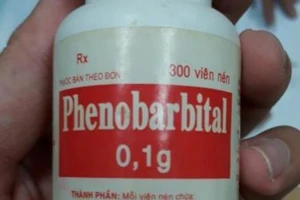 Rx
THUỐC BÁN THEO ĐƠN
300 viên nén
Phenobarbital
0,1g
THÀNH PHẦN: Mỗi viên nén chứa